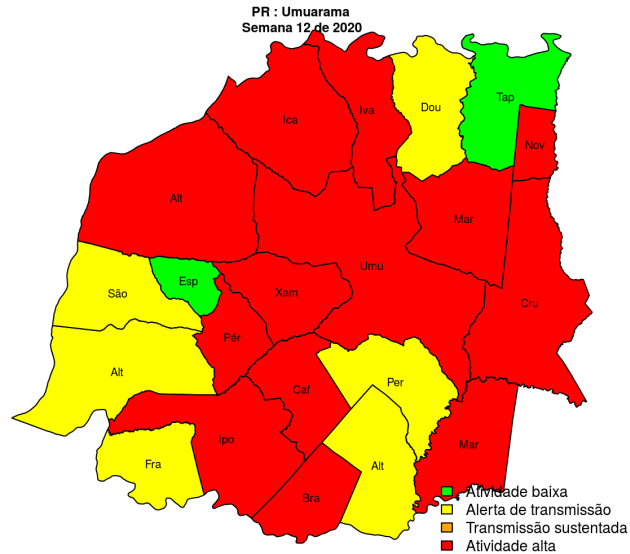 PR : Umuarama
Semana 12 de 2020
Ica
Iva
Dou
Tap
Nov
Alt
Mar
Umu
Esp
São
Xam
Cru
Pér
Alt
Caf
Per
Ipo
Mar
Fra
Alt
Bra
Atividade baixa
Alerta de transmissão
Transmissão sustentada
Atividade alta